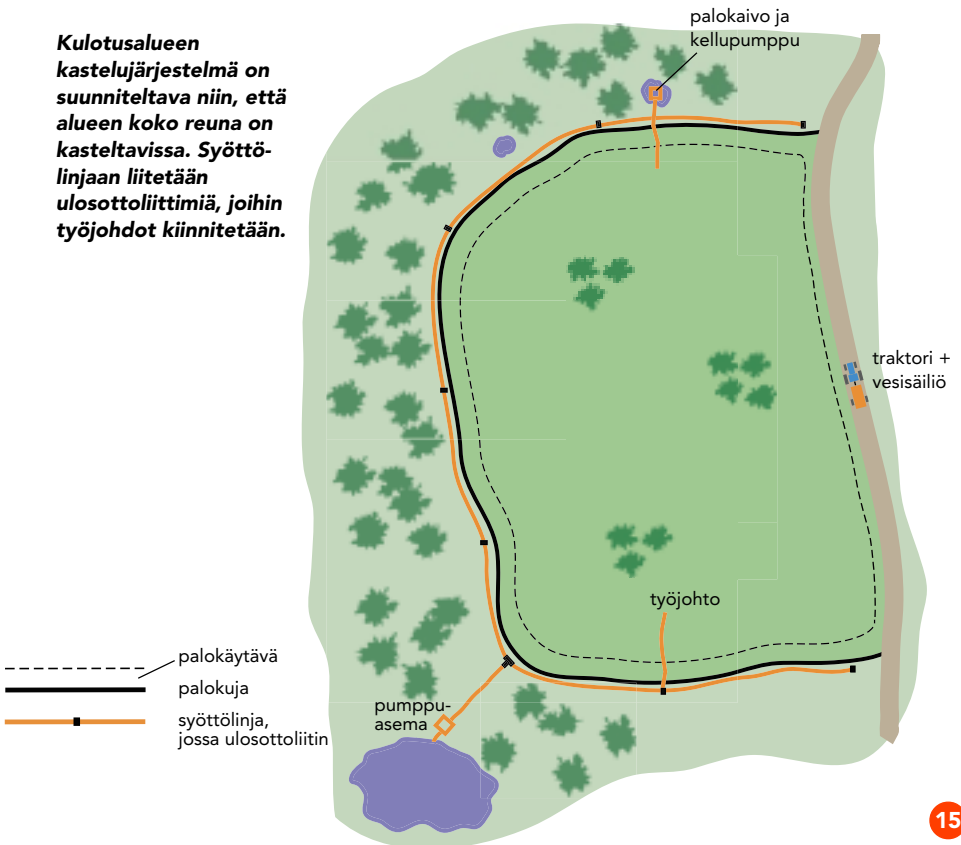 Kulotusalueen
kastelujärjestelmä on
suunniteltava niin, että
alueen koko reuna on
kasteltavissa. Syöttö-
linjaan liitetään
ulosottoliittimiä, joihin
työjohdot kiinnitetään.
palokaivo ja
kellupumppu
traktori +
vesisäiliö
työjohto
pumppu-
asema
palokäytävä
palokuja
syöttölinja,
jossa ulosottoliitin
15